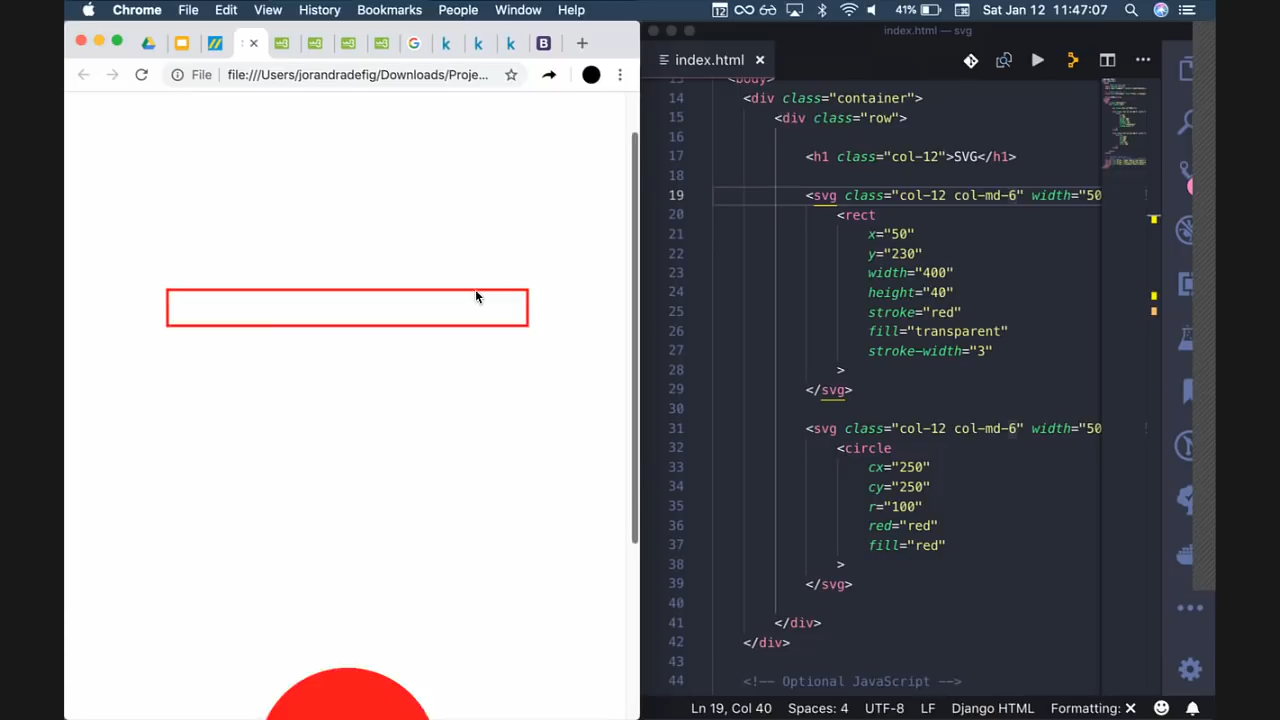 Chrome File Edit View History Bookmarks People Window Help 12 41% Sat Jan 12 11:47:07
index.html — svg
index.html
File file:///Users/jorandradefig/Downloads/Proje...
13 <body>
14 <div class="container">
15 <div class="row">
16
17 <h1 class="col-12">SVG</h1>
18
19 <svg class="col-12 col-md-6" width="50
20 <rect
21 x="50"
22 y="230"
23 width="400"
24 height="40"
25 stroke="red"
26 fill="transparent"
27 stroke-width="3"
28 >
29 </svg>
30
31 <svg class="col-12 col-md-6" width="50
32 <circle
33 cx="250"
34 cy="250"
35 r="100"
36 red="red"
37 fill="red"
38 >
39 </svg>
40
41 </div>
42 </div>
43
44 <!-- Optional JavaScript -->
Ln 19, Col 40 Spaces: 4 UTF-8 LF Django HTML Formatting: ✕